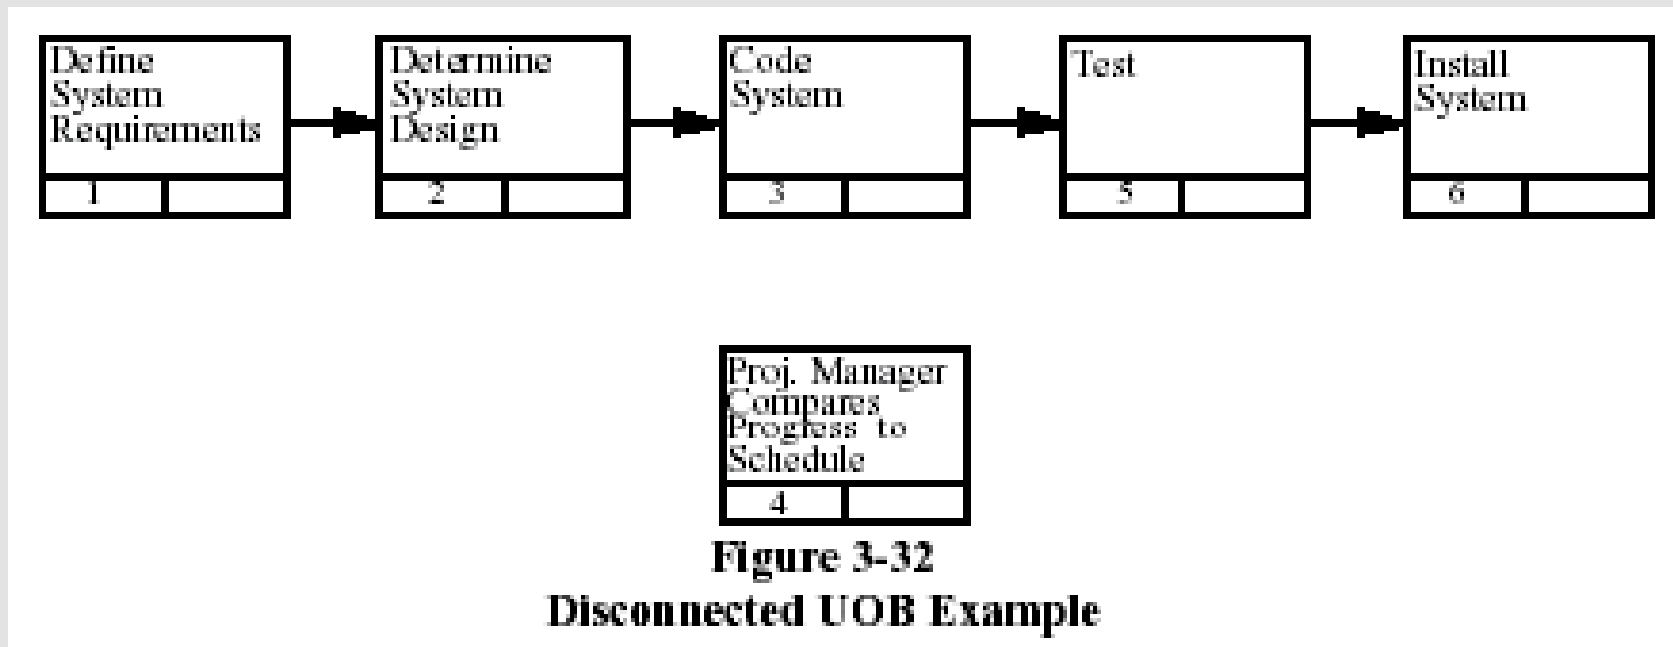 Define
System
Requirements
1
Determine
System
Design
2
Code
System
3
Test
5
Install
System
6
Proj. Manager
Compares
Progress to
Schedule
4
Figure 3-32
Disconnected UOB Example